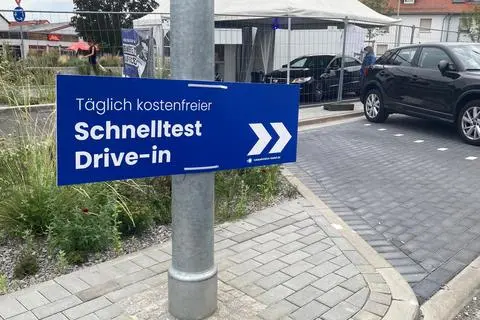 Täglich kostenfreier
Schnelltest
Drive-in